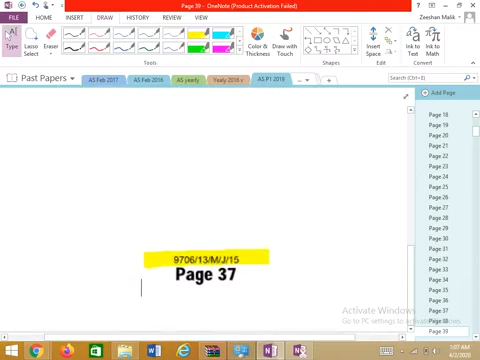 Page 39 - OneNote (Product Activation Failed)
Zeeshan Malik
FILE HOME INSERT DRAW HISTORY REVIEW VIEW
Type
Lasso Select
Eraser
Color & Thickness
Draw with Touch
Insert Space
Ink to Text
Ink to Math
Tools
Shapes
Edit
Convert
Past Papers
AS Feb 2017
AS Feb 2016
AS yearly
Yealy 2016 v
AS P1 2019
Search (Ctrl+E)
Add Page
Page 18
Page 19
Page 20
Page 21
Page 22
Page 23
Page 24
Page 25
Page 26
Page 27
Page 28
Page 29
Page 30
Page 31
Page 32
Page 33
Page 34
Page 35
Page 36
Page 37
Page 38
Page 39
9706/13/M/J/15
Page 37
Activate Windows
Go to PC settings to activate Windows.
1:07 AM
4/2/2020